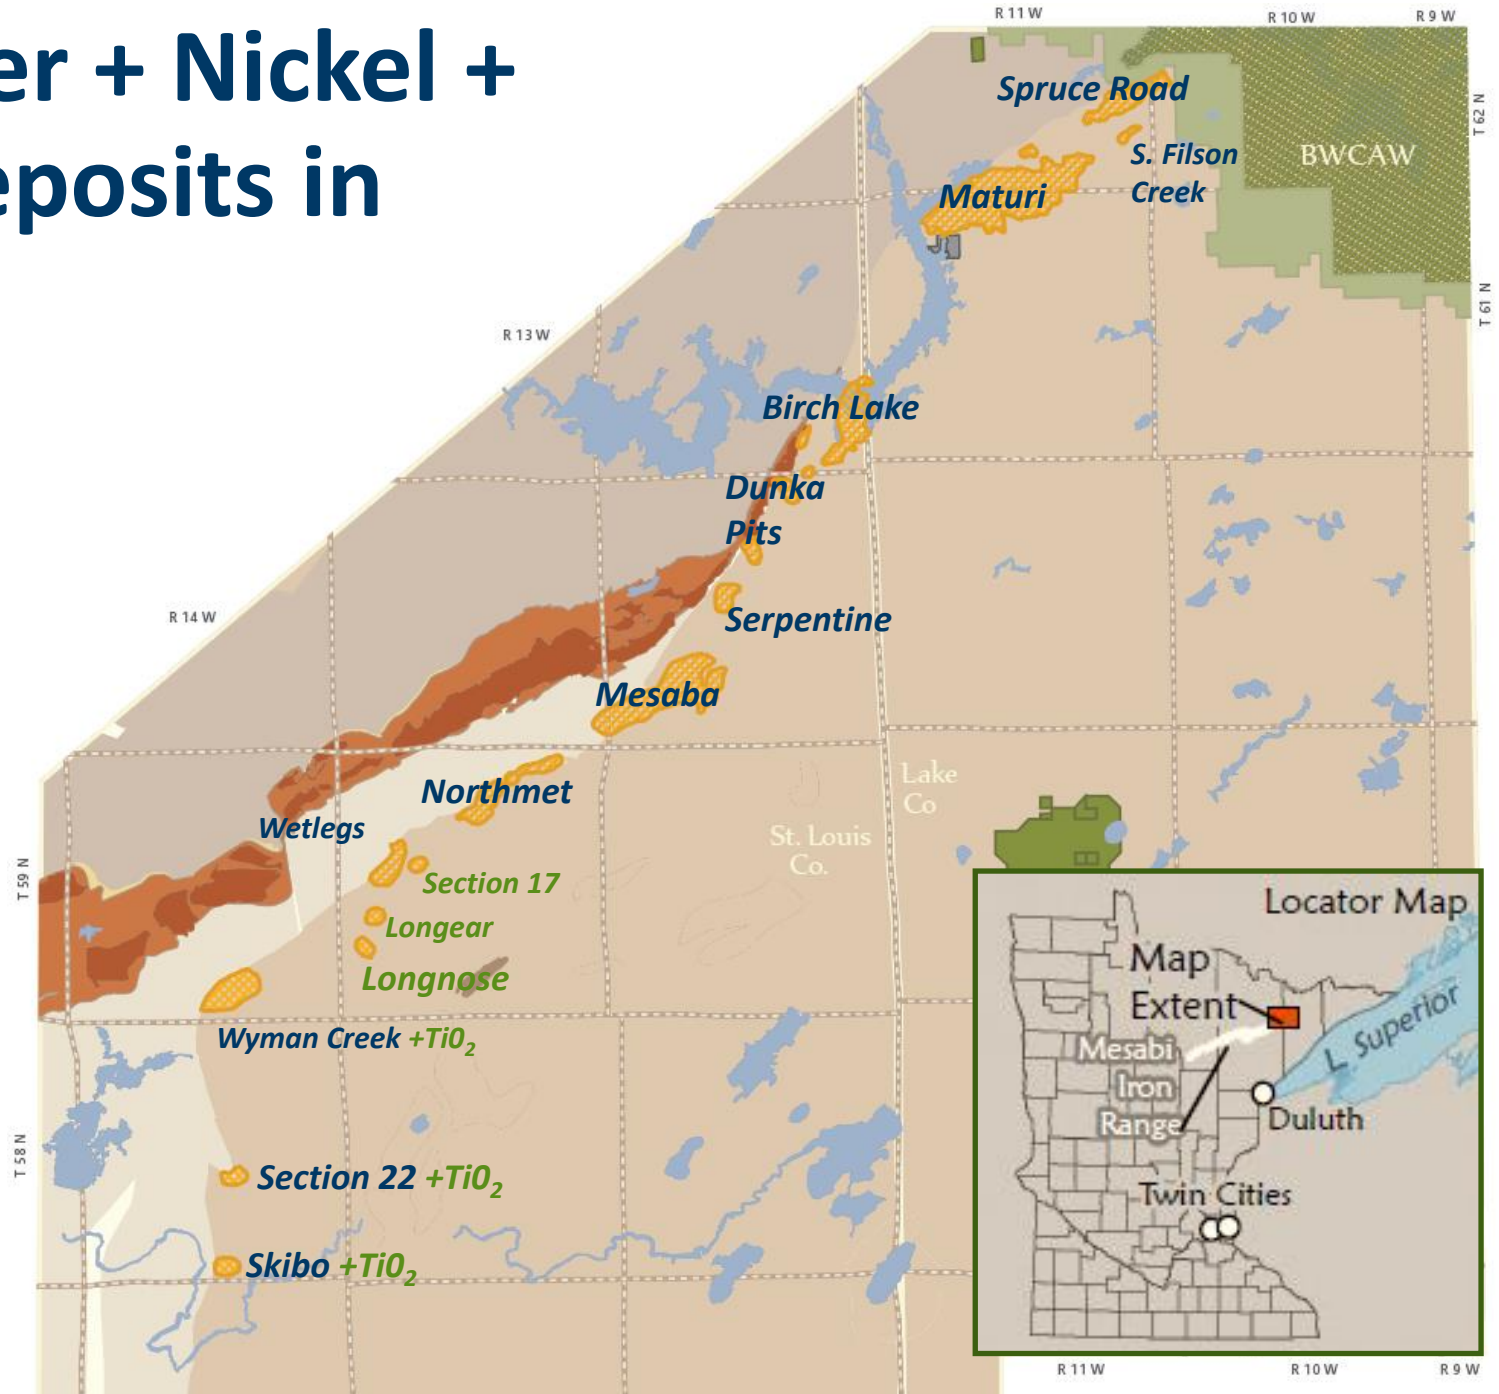 er + Nickel +
eposits in
R 11 W
R 10 W
R 9 W
Spruce Road
T 62 N
S. Filson
Creek
BWCAW
Maturi
T 61 N
R 13 W
Birch Lake
Dunka
Pits
R 14 W
Serpentine
Mesaba
Northmet
Lake
Co
Wetlegs
St. Louis
Co.
T 59 N
Section 17
Longear
Longnose
Wyman Creek +Ti0₂
T 58 N
Section 22 +Ti0₂
Skibo +Ti0₂
Locator Map
Map
Extent
L. Superior
Mesabi
Iron
Range
Duluth
Twin Cities
R 11 W
R 10 W
R 9 W